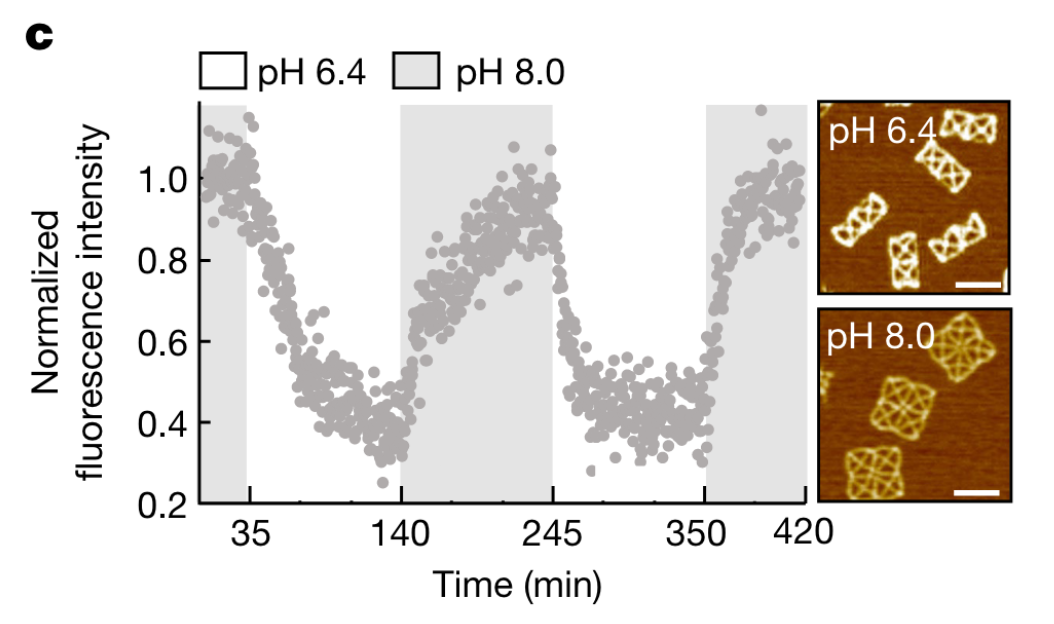 c
pH 6.4 pH 8.0
Normalized
fluorescence intensity
1.0
0.8
0.6
0.4
0.2
35 140 245 350 420
Time (min)
pH 6.4
pH 8.0